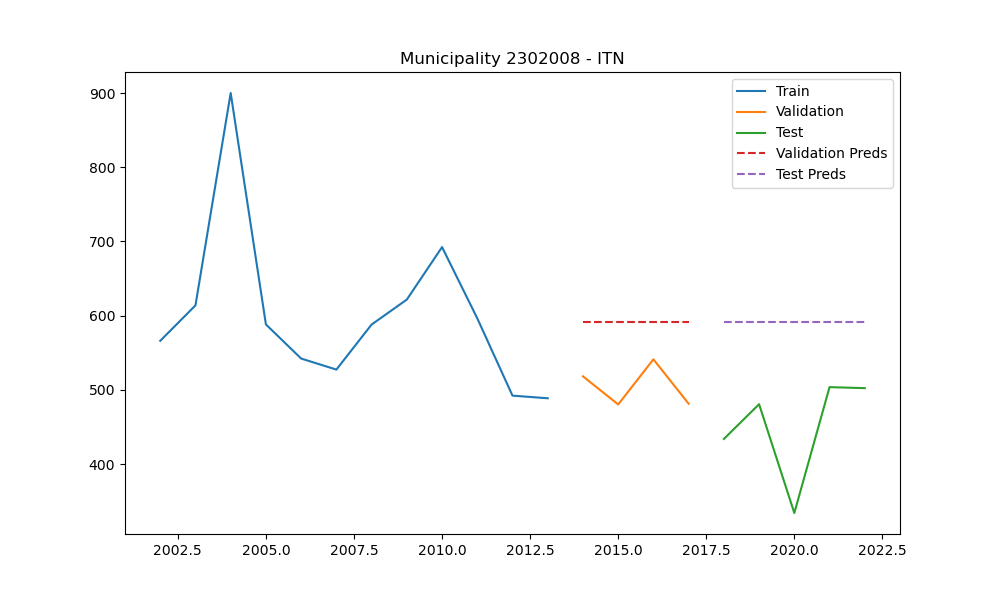 Municipality 2302008 - ITN
900
800
700
600
500
400
Train
Validation
Test
Validation Preds
Test Preds
2002.5 2005.0 2007.5 2010.0 2012.5 2015.0 2017.5 2020.0 2022.5